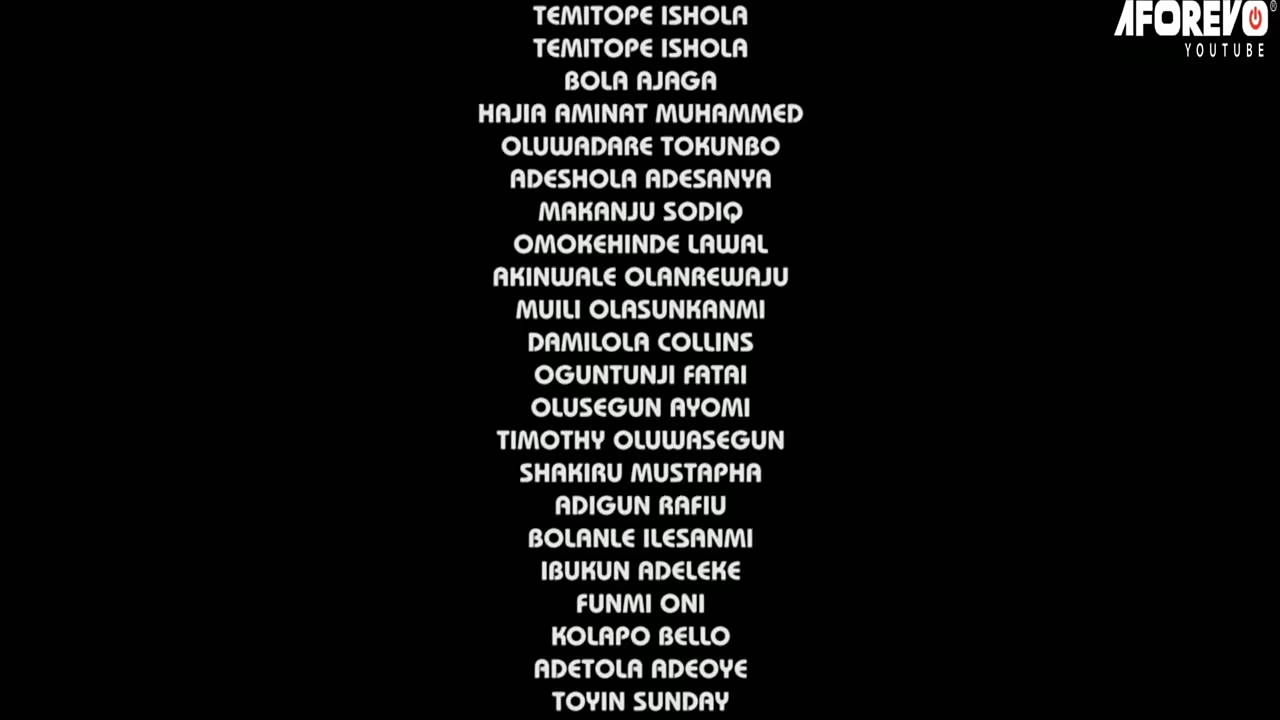 TEMITOPE ISHOLA
TEMITOPE ISHOLA
BOLA AJAGA
HAJIA AMINAT MUHAMMED
OLUWADARE TOKUNBO
ADESHOLA ADESANYA
MAKANJU SODIQ
OMOKEHINDE LAWAL
AKINWALE OLANREWAJU
MUILI OLASUNKANMI
DAMILOLA COLLINS
OGUNTUNJI FATAI
OLUSEGUN AYOMI
TIMOTHY OLUWASEGUN
SHAKIRU MUSTAPHA
ADIGUN RAFIU
BOLANLE ILESANMI
IBUKUN ADELEKE
FUNMI ONI
KOLAPO BELLO
ADETOLA ADEOYE
TOYIN SUNDAY
AFOREVO®
YOUTUBE